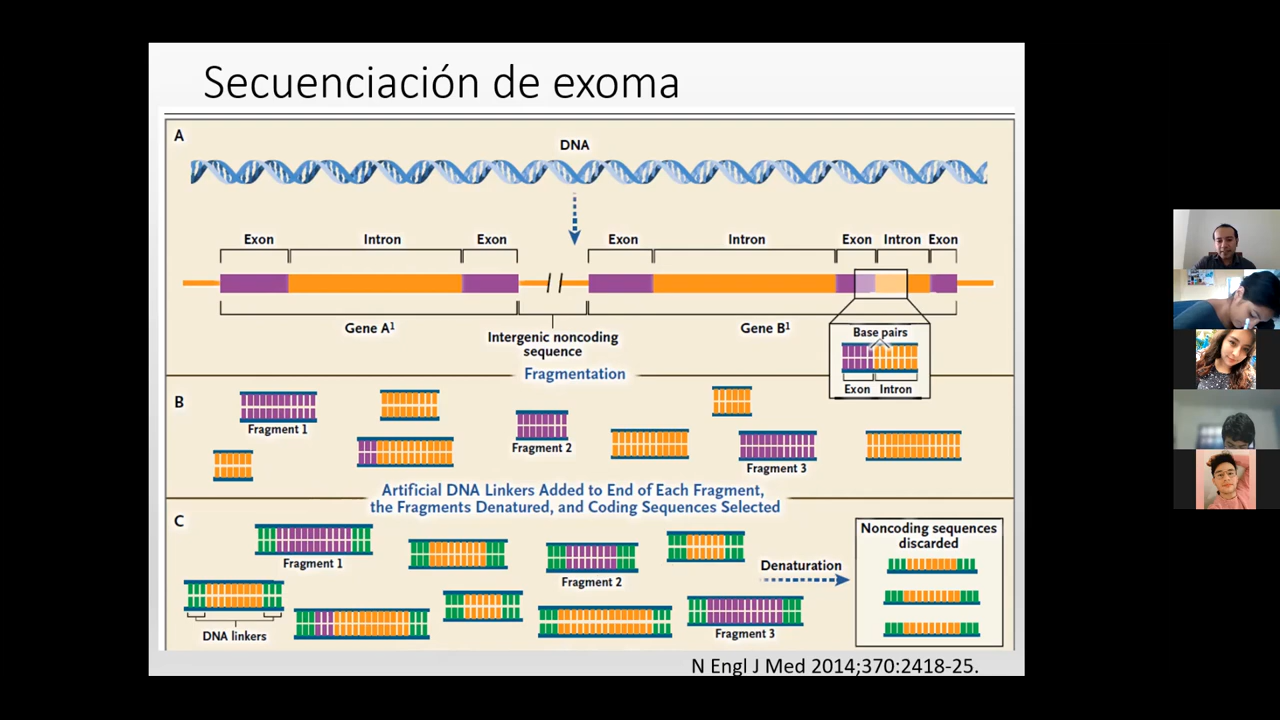 Secuenciación de exoma
A
DNA
Exon
Intron
Exon
Exon
Intron
Exon
Intron
Exon
Gene A¹
Intergenic noncoding
sequence
Gene B¹
Base pairs
Exon
Intron
Fragmentation
B
Fragment 1
Fragment 2
Fragment 3
Artificial DNA Linkers Added to End of Each Fragment,
the Fragments Denatured, and Coding Sequences Selected
C
Fragment 1
Fragment 2
Fragment 3
DNA linkers
Denaturation
Noncoding sequences
discarded
N Engl J Med 2014;370:2418-25.